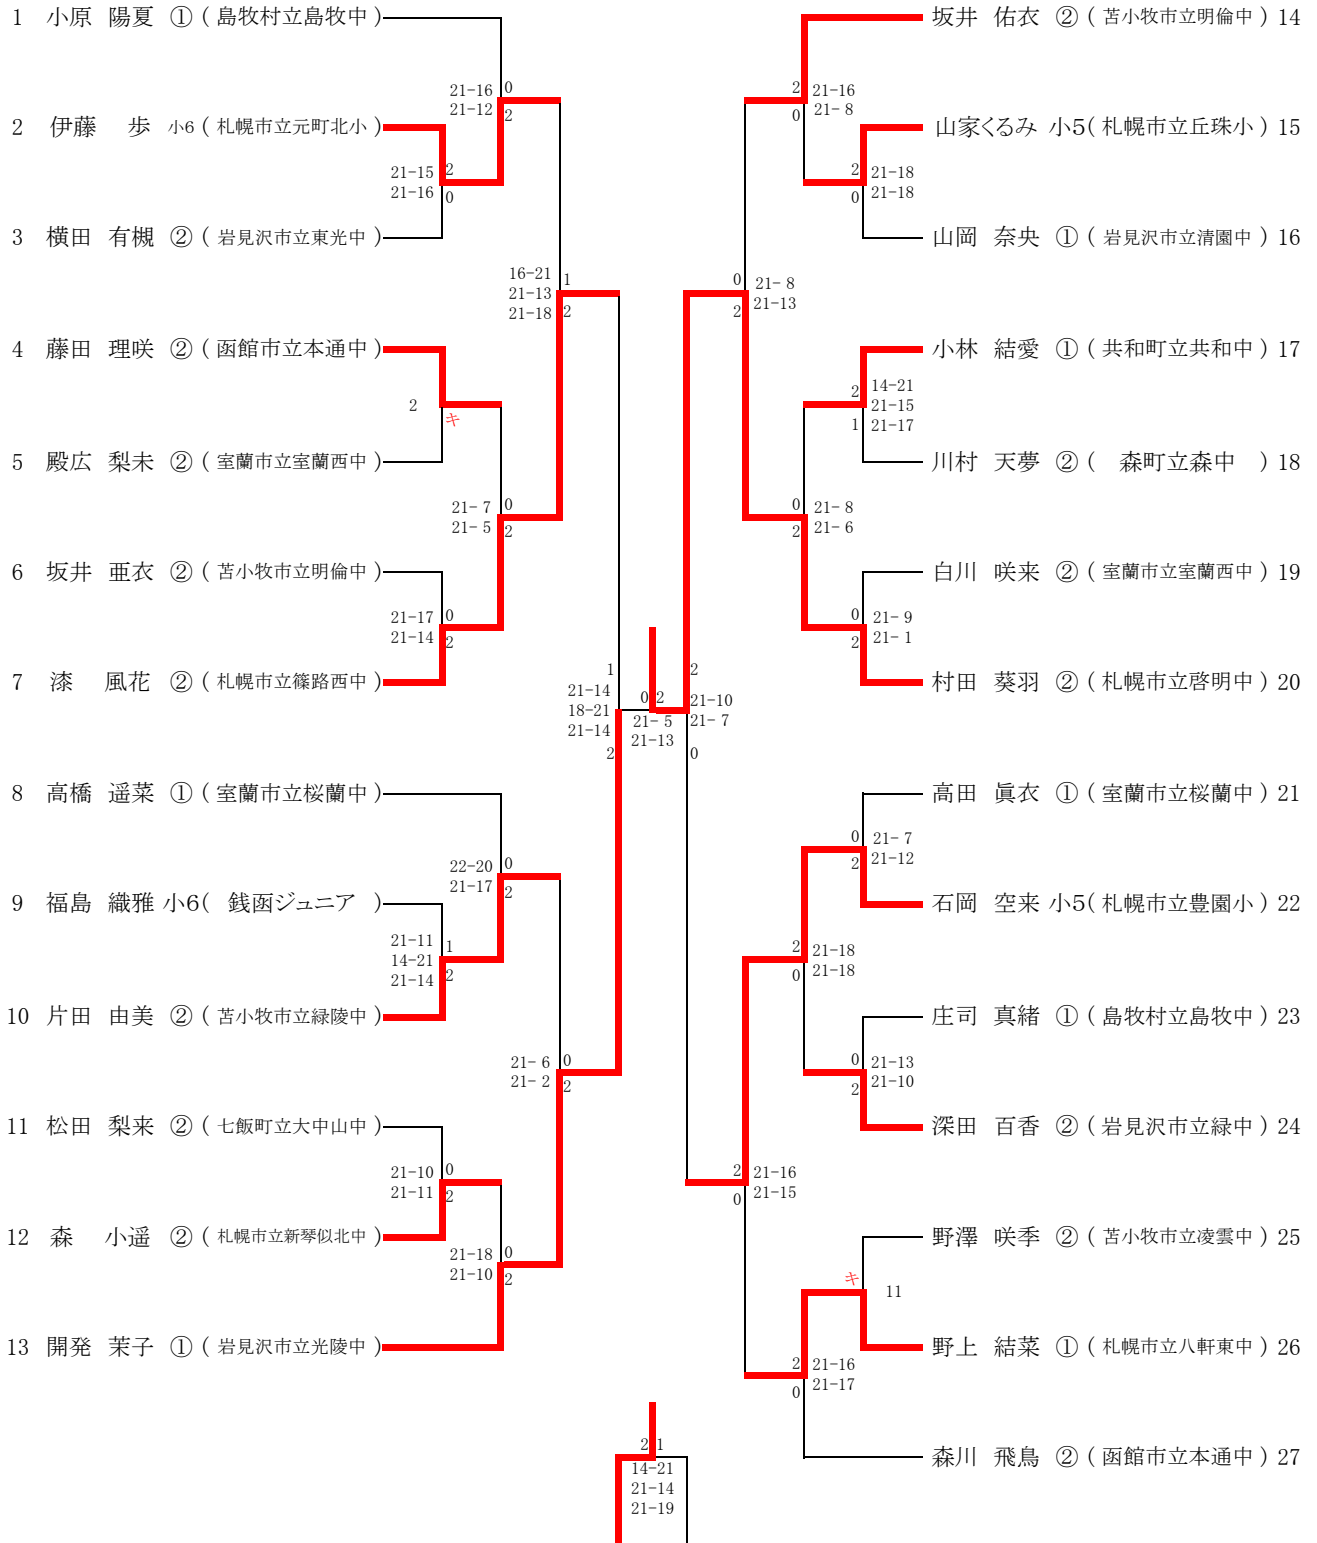 1 小原 陽夏 ① ( 島牧村立島牧中 )
21-16 0
21-12 2
2 伊藤 歩 小6 ( 札幌市立元町北小 )
21-15 2
21-16 0
3 横田 有槻 ② ( 岩見沢市立東光中 )
16-21 1
21-13
21-18 2
4 藤田 理咲 ② ( 函館市立本通中 )
2 キ
5 殿広 梨未 ② ( 室蘭市立室蘭西中 )
21- 7 0
21- 5 2
6 坂井 亜衣 ② ( 苫小牧市立明倫中 )
21-17 0
21-14 2
7 漆 風花 ② ( 札幌市立篠路西中 )
1
21-14
18-21
21-14
2
8 高橋 遥菜 ① ( 室蘭市立桜蘭中 )
22-20 0
21-17 2
9 福島 織雅 小6( 銭函ジュニア )
21-11 1
14-21
21-14 2
10 片田 由美 ② ( 苫小牧市立緑陵中 )
21- 6 0
21- 2 2
11 松田 梨来 ② ( 七飯町立大中山中 )
21-10 0
21-11 2
12 森 小遥 ② ( 札幌市立新琴似北中 )
21-18 0
21-10 2
13 開発 茉子 ① ( 岩見沢市立光陵中 )
0 2
21- 5
21-13
2 1
14-21
21-14
21-19
坂井 佑衣 ② ( 苫小牧市立明倫中 ) 14
2 21-16
0 21- 8
山家くるみ 小5( 札幌市立丘珠小 ) 15
2 21-18
0 21-18
山岡 奈央 ① ( 岩見沢市立清園中 ) 16
0 21- 8
2 21-13
小林 結愛 ① ( 共和町立共和中 ) 17
2 14-21
21-15
1 21-17
川村 天夢 ② ( 森町立森中 ) 18
0 21- 8
2 21- 6
白川 咲来 ② ( 室蘭市立室蘭西中 ) 19
0 21- 9
2 21- 1
村田 葵羽 ② ( 札幌市立啓明中 ) 20
2
21-10
21- 7
0
高田 眞衣 ① ( 室蘭市立桜蘭中 ) 21
0 21- 7
2 21-12
石岡 空来 小5( 札幌市立豊園小 ) 22
2 21-18
0 21-18
庄司 真緒 ① ( 島牧村立島牧中 ) 23
0 21-13
2 21-10
深田 百香 ② ( 岩見沢市立緑中 ) 24
2 21-16
0 21-15
野澤 咲季 ② ( 苫小牧市立凌雲中 ) 25
キ 11
野上 結菜 ① ( 札幌市立八軒東中 ) 26
2 21-16
0 21-17
森川 飛鳥 ② ( 函館市立本通中 ) 27